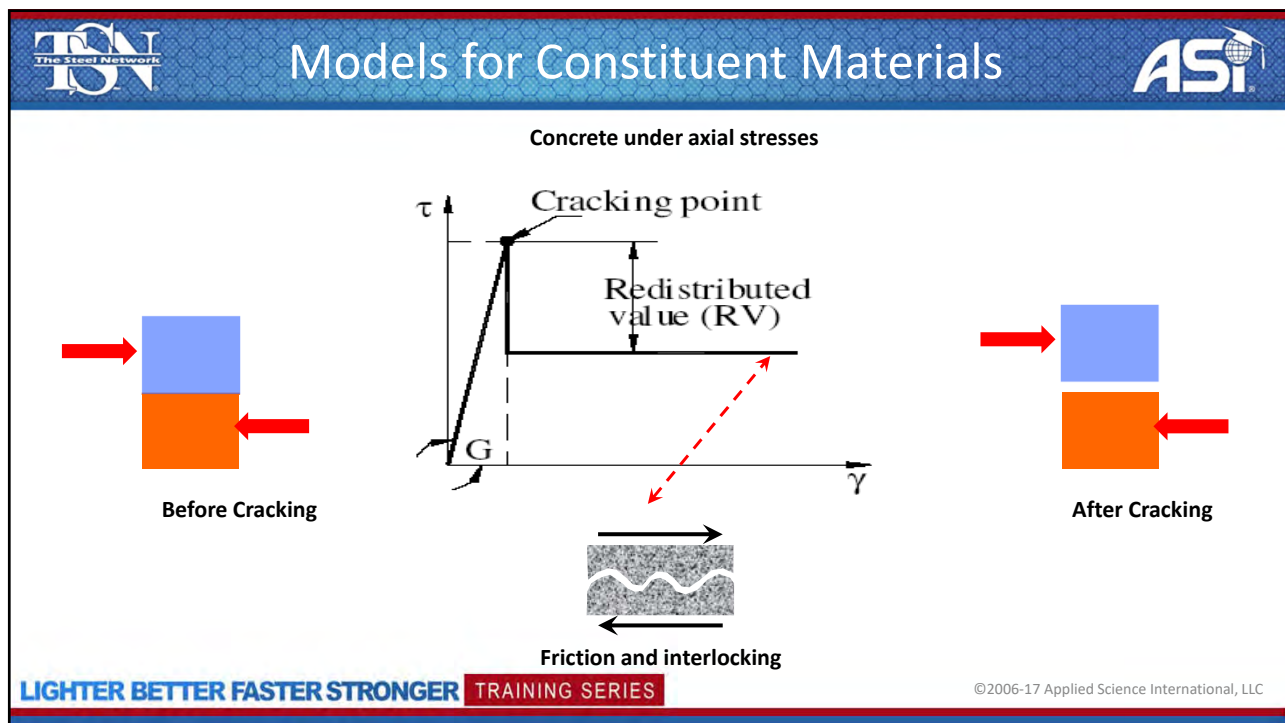 TSN
The Steel Network
Models for Constituent Materials
ASi
Concrete under axial stresses
τ
Cracking point
Redistributed
value (RV)
G
γ
Before Cracking
After Cracking
Friction and interlocking
LIGHTER BETTER FASTER STRONGER TRAINING SERIES
©2006-17 Applied Science International, LLC